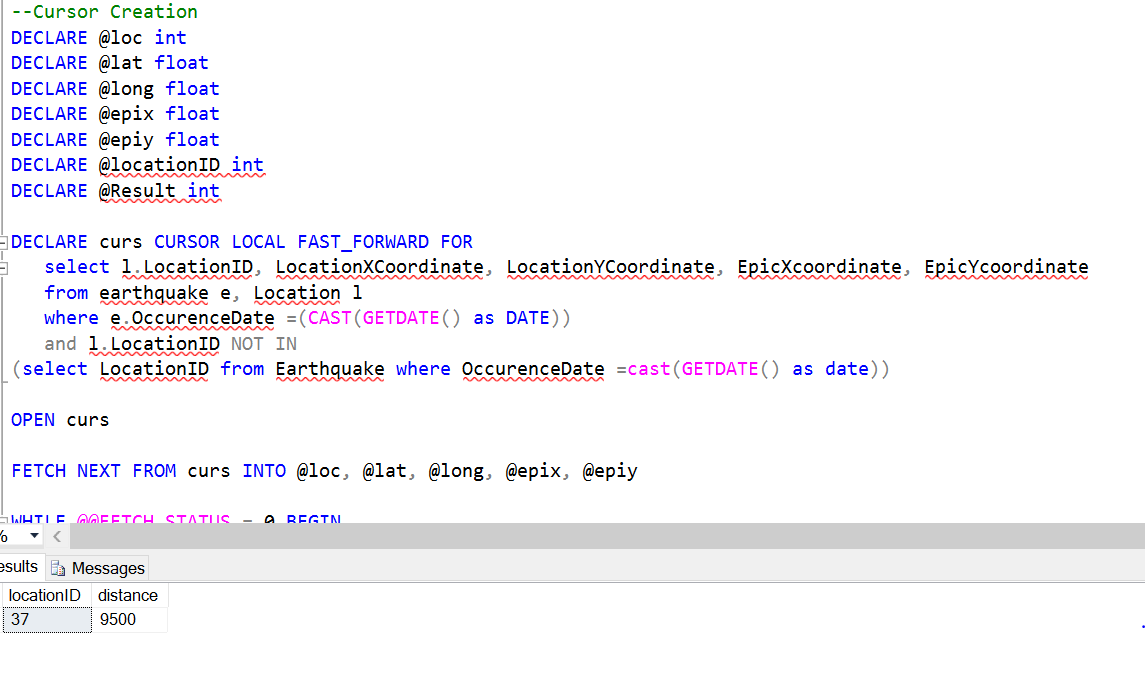 --Cursor Creation
DECLARE @loc int
DECLARE @lat float
DECLARE @long float
DECLARE @epix float
DECLARE @epiy float
DECLARE @locationID int
DECLARE @Result int
DECLARE curs CURSOR LOCAL FAST_FORWARD FOR
select l.LocationID, LocationXCoordinate, LocationYCoordinate, EpicXcoordinate, EpicYcoordinate
from earthquake e, Location l
where e.OccurenceDate =(CAST(GETDATE() as DATE))
and l.LocationID NOT IN
(select LocationID from Earthquake where OccurenceDate =cast(GETDATE() as date))
OPEN curs
FETCH NEXT FROM curs INTO @loc, @lat, @long, @epix, @epiy
WHILE @@FETCH_STATUS = 0 BEGIN
%
esults Messages
locationID distance
37 9500